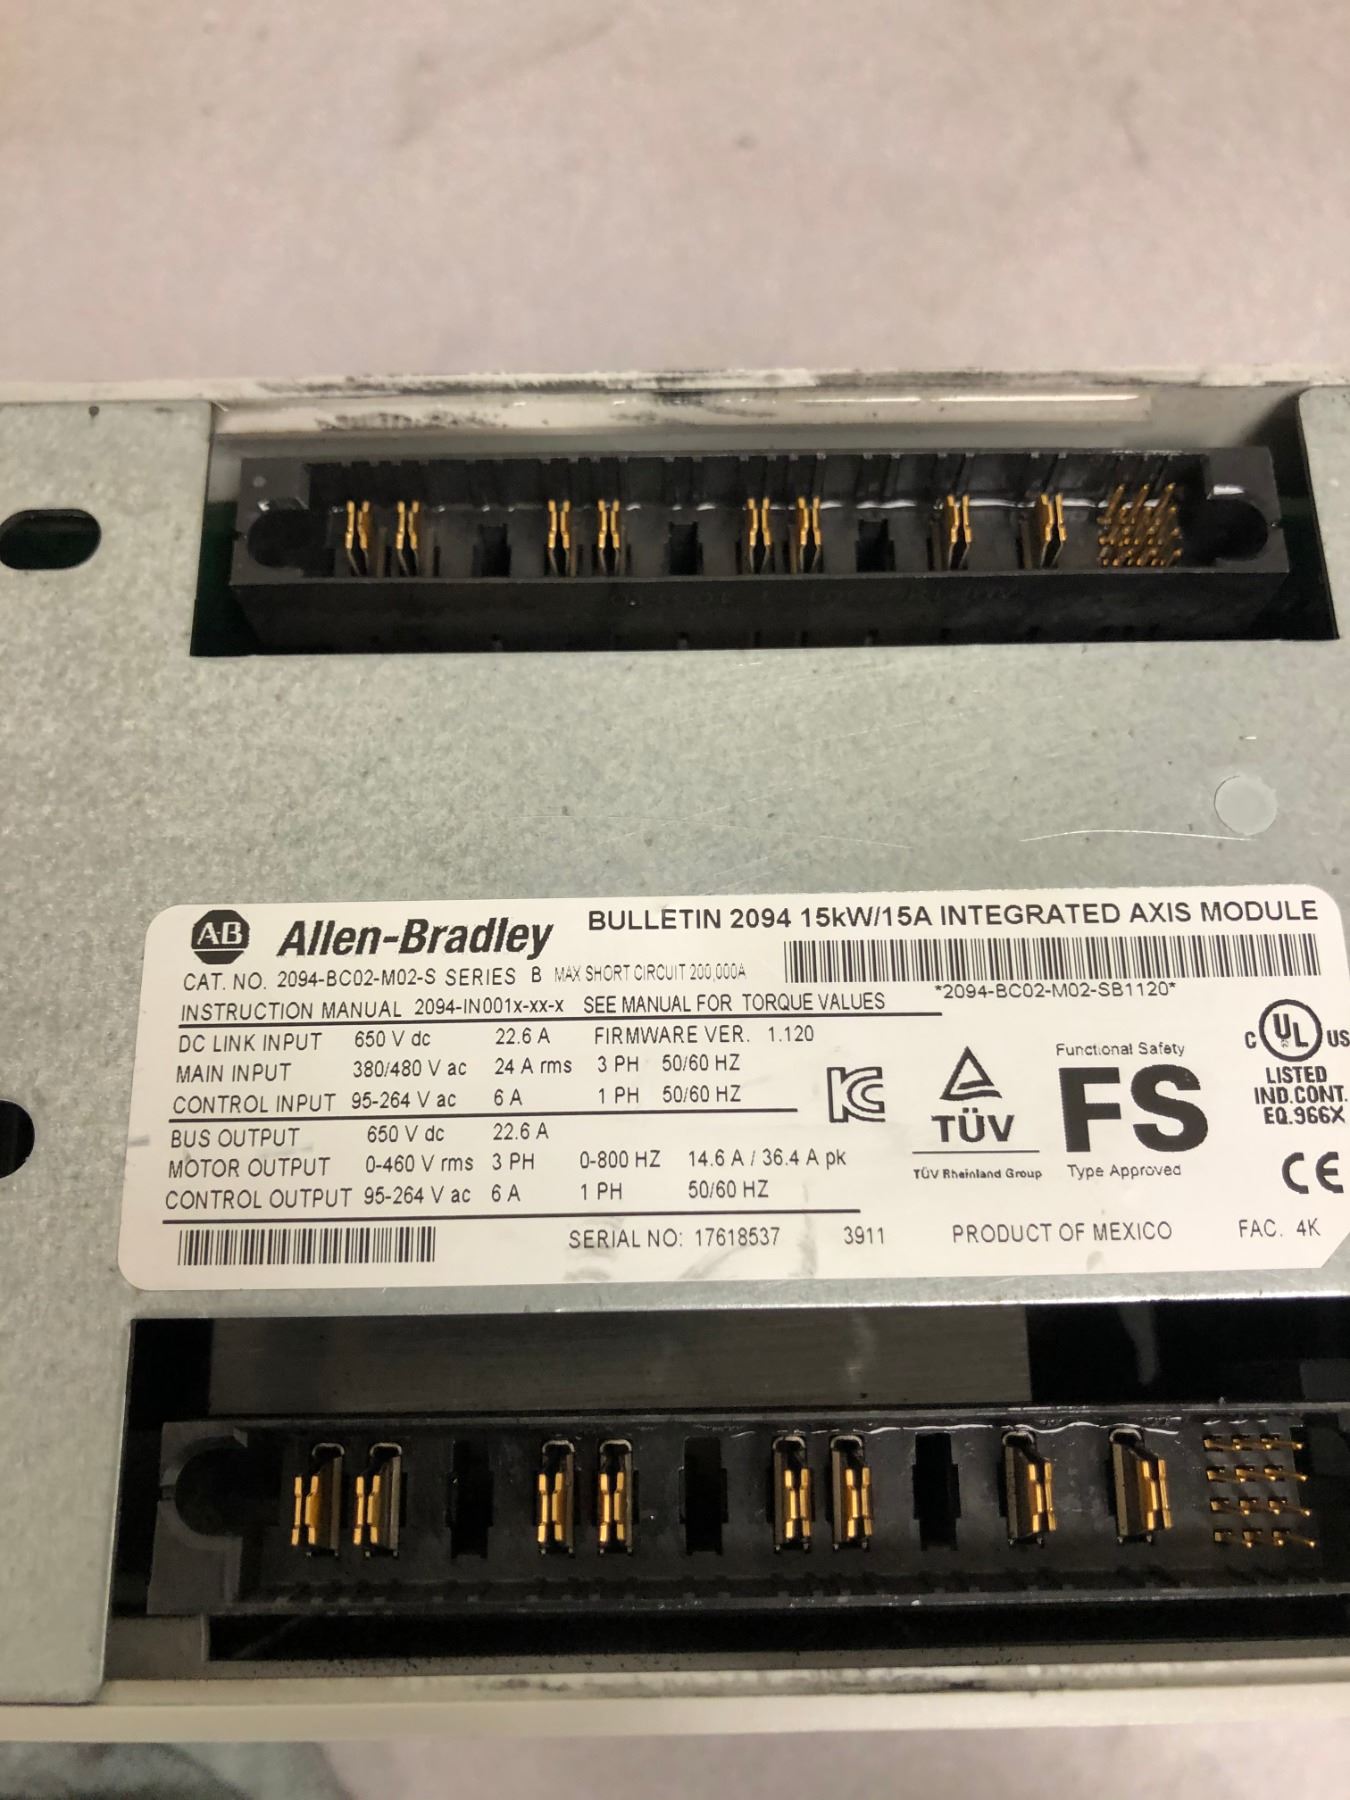 AB Allen-Bradley BULLETIN 2094 15kW/15A INTEGRATED AXIS MODULE
CAT. NO. 2094-BC02-M02-S SERIES B MAX SHORT CIRCUIT 200,000A
*2094-BC02-M02-SB1120*
INSTRUCTION MANUAL 2094-IN001x-xx-x SEE MANUAL FOR TORQUE VALUES
DC LINK INPUT 650 V dc 22.6 A FIRMWARE VER. 1.120
MAIN INPUT 380/480 V ac 24 A rms 3 PH 50/60 HZ
CONTROL INPUT 95-264 V ac 6 A 1 PH 50/60 HZ
BUS OUTPUT 650 V dc 22.6 A
MOTOR OUTPUT 0-460 V rms 3 PH 0-800 HZ 14.6 A / 36.4 A pk
CONTROL OUTPUT 95-264 V ac 6 A 1 PH 50/60 HZ
KC
TÜV
TÜV Rheinland Group
Functional Safety
FS
Type Approved
C UL US
LISTED
IND.CONT.
EQ.966X
CE
SERIAL NO: 17618537 3911 PRODUCT OF MEXICO FAC. 4K